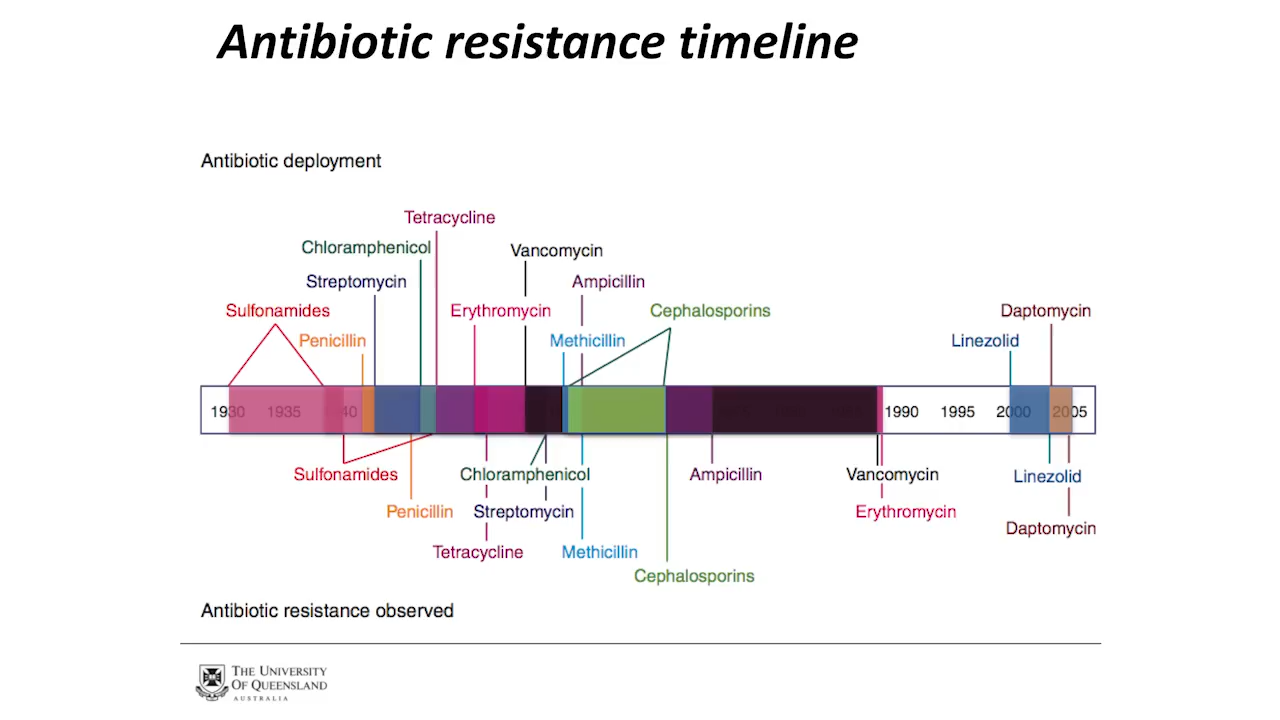 Antibiotic resistance timeline
Antibiotic deployment
Tetracycline
Chloramphenicol
Vancomycin
Streptomycin
Ampicillin
Sulfonamides
Erythromycin
Cephalosporins
Daptomycin
Penicillin
Methicillin
Linezolid
1930 1935 40 1990 1995 2000 2005
Sulfonamides
Chloramphenicol
Ampicillin
Vancomycin
Linezolid
Penicillin
Streptomycin
Erythromycin
Daptomycin
Tetracycline
Methicillin
Cephalosporins
Antibiotic resistance observed
THE UNIVERSITY
OF QUEENSLAND
AUSTRALIA